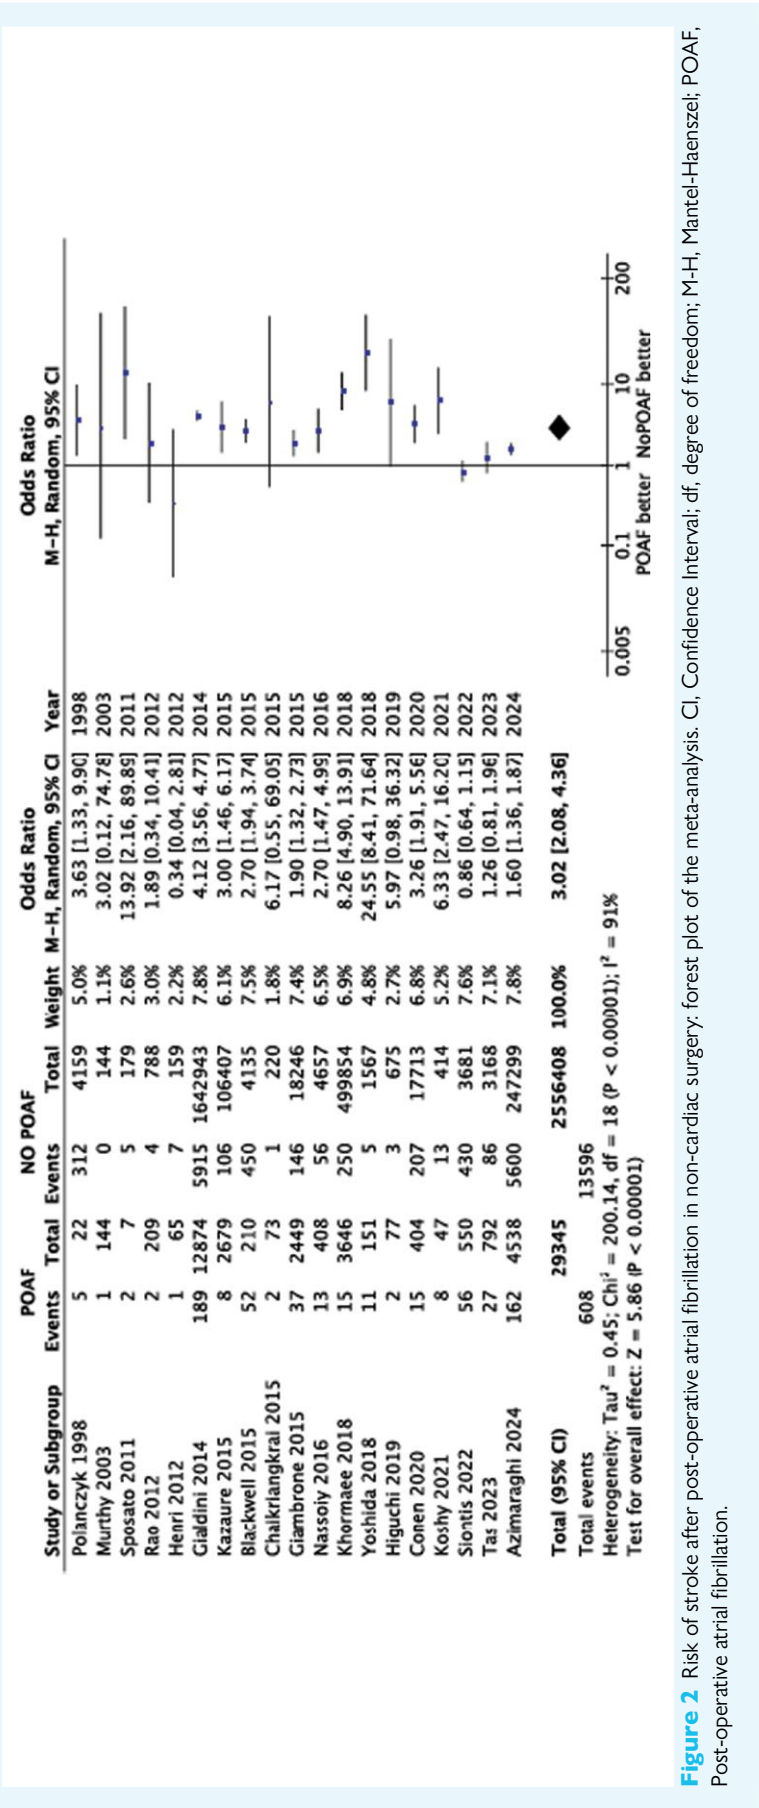 POAF NO POAF Odds Ratio Odds Ratio
Study or Subgroup Events Total Events Total Weight M-H, Random, 95% CI Year M-H, Random, 95% CI
Polanczyk 1998 5 22 312 4159 5.0% 3.63 [1.33, 9.90] 1998
Murthy 2003 1 144 0 144 1.1% 3.02 [0.12, 74.78] 2003
Sposato 2011 2 7 5 179 2.6% 13.92 [2.16, 89.89] 2011
Rao 2012 2 209 4 788 3.0% 1.89 [0.34, 10.41] 2012
Henri 2012 1 65 7 159 2.2% 0.34 [0.04, 2.81] 2012
Gialdini 2014 189 12874 5915 1642943 7.8% 4.12 [3.56, 4.77] 2014
Kazaure 2015 8 2679 106 106407 6.1% 3.00 [1.46, 6.17] 2015
Blackwell 2015 52 210 450 4135 7.5% 2.70 [1.94, 3.74] 2015
Chaikriangkrai 2015 2 73 1 220 1.8% 6.17 [0.55, 69.05] 2015
Giambrone 2015 37 2449 146 18246 7.4% 1.90 [1.32, 2.73] 2015
Nassoiy 2016 13 408 56 4657 6.5% 2.70 [1.47, 4.99] 2016
Khormaee 2018 15 3646 250 499854 6.9% 8.26 [4.90, 13.91] 2018
Yoshida 2018 11 151 5 1567 4.8% 24.55 [8.41, 71.64] 2018
Higuchi 2019 2 77 3 675 2.7% 5.97 [0.98, 36.32] 2019
Conen 2020 15 404 207 17713 6.8% 3.26 [1.91, 5.56] 2020
Koshy 2021 8 47 13 414 5.2% 6.33 [2.47, 16.20] 2021
Siontis 2022 56 550 430 3681 7.6% 0.86 [0.64, 1.15] 2022
Tas 2023 27 792 86 3168 7.1% 1.26 [0.81, 1.96] 2023
Azimaraghi 2024 162 4538 5600 247299 7.8% 1.60 [1.36, 1.87] 2024
Total (95% CI) 29345 2556408 100.0% 3.02 [2.08, 4.36]
Total events 608 13596
Heterogeneity: Tau² = 0.45; Chi² = 200.14, df = 18 (P < 0.00001); I² = 91%
Test for overall effect: Z = 5.86 (P < 0.00001)
0.005 0.1 1 10 200
POAF better NoPOAF better
Figure 2 Risk of stroke after post-operative atrial fibrillation in non-cardiac surgery: forest plot of the meta-analysis. CI, Confidence Interval; df, degree of freedom; M-H, Mantel-Haenszel; POAF,
Post-operative atrial fibrillation.